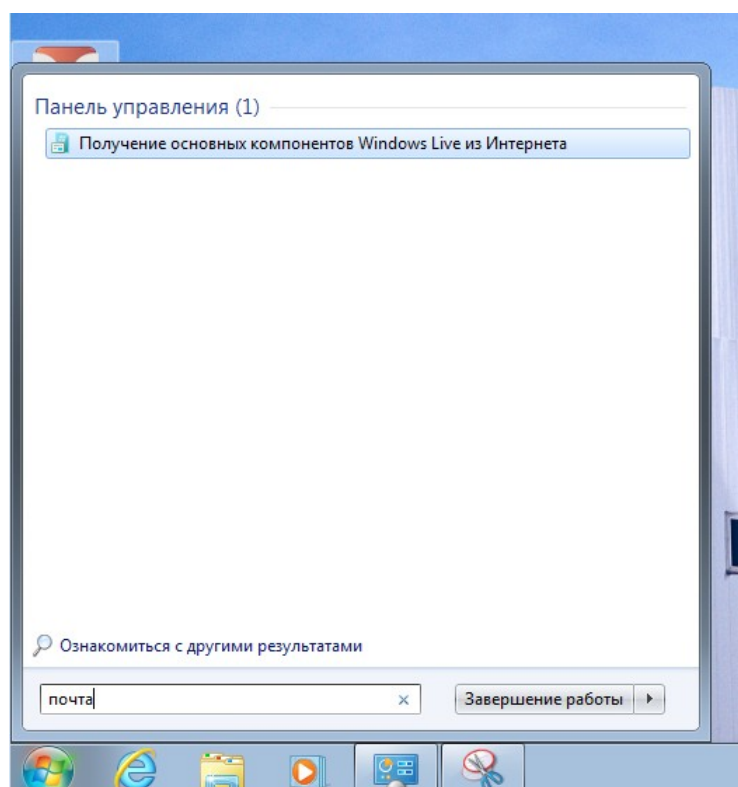 Панель управления (1)
Получение основных компонентов Windows Live из Интернета
Ознакомиться с другими результатами
почта
Завершение работы